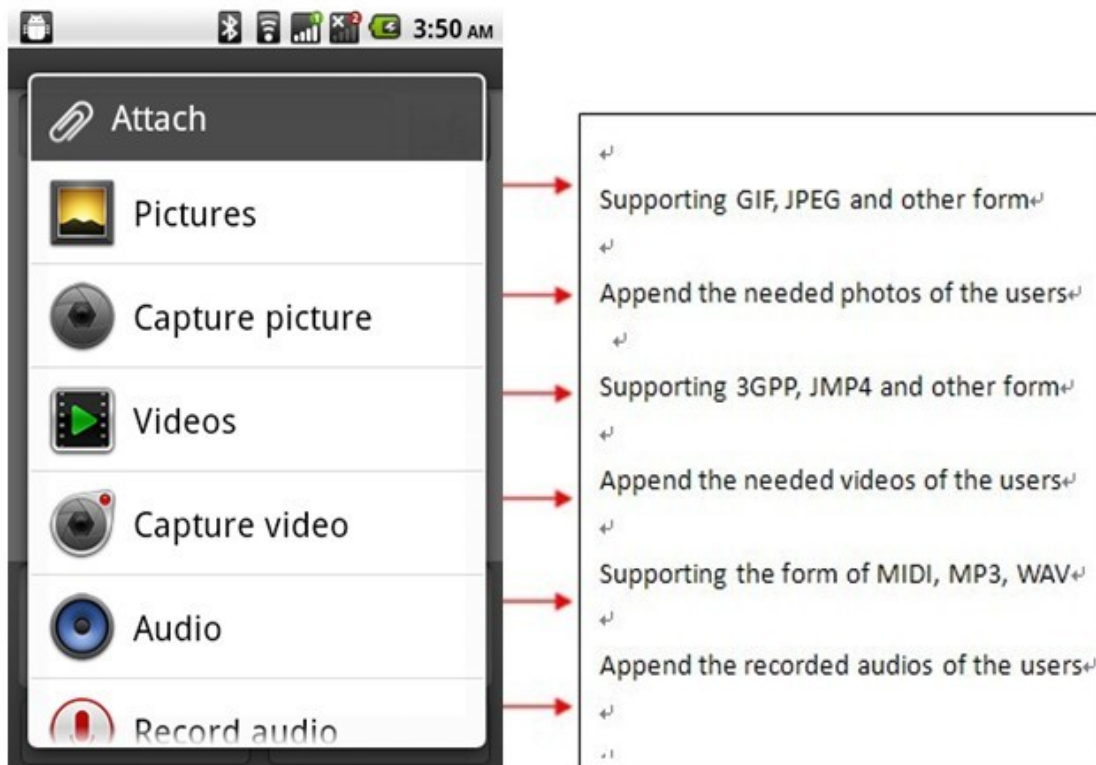 3:50 AM
Attach
Pictures
Capture picture
Videos
Capture video
Audio
Record audio
Supporting GIF, JPEG and other form
Append the needed photos of the users
Supporting 3GPP, JMP4 and other form
Append the needed videos of the users
Supporting the form of MIDI, MP3, WAV
Append the recorded audios of the users